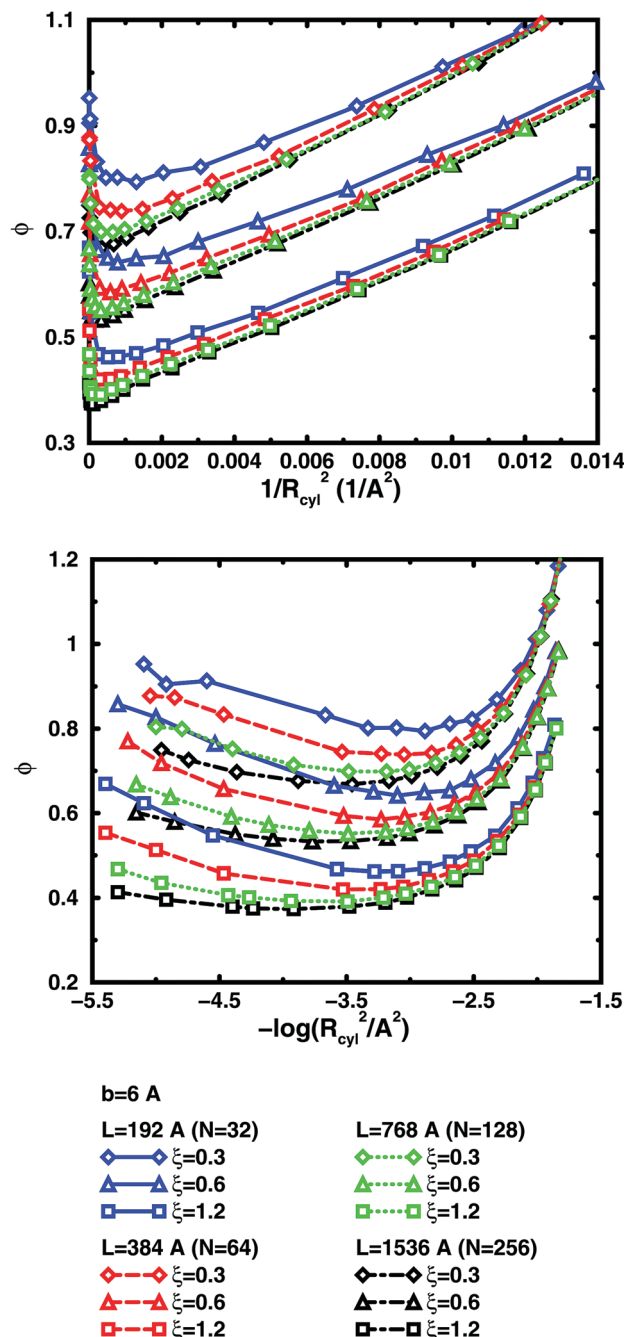 1.1
0.9
0.7
0.5
0.3
ϕ
0 0.002 0.004 0.006 0.008 0.01 0.012 0.014
1/R_cyl^2 (1/A^2)
1.2
1
0.8
0.6
0.4
0.2
ϕ
−5.5 −4.5 −3.5 −2.5 −1.5
−log(R_cyl^2/A^2)
b=6 A
L=192 A (N=32)
ξ=0.3
ξ=0.6
ξ=1.2
L=768 A (N=128)
ξ=0.3
ξ=0.6
ξ=1.2
L=384 A (N=64)
ξ=0.3
ξ=0.6
ξ=1.2
L=1536 A (N=256)
ξ=0.3
ξ=0.6
ξ=1.2